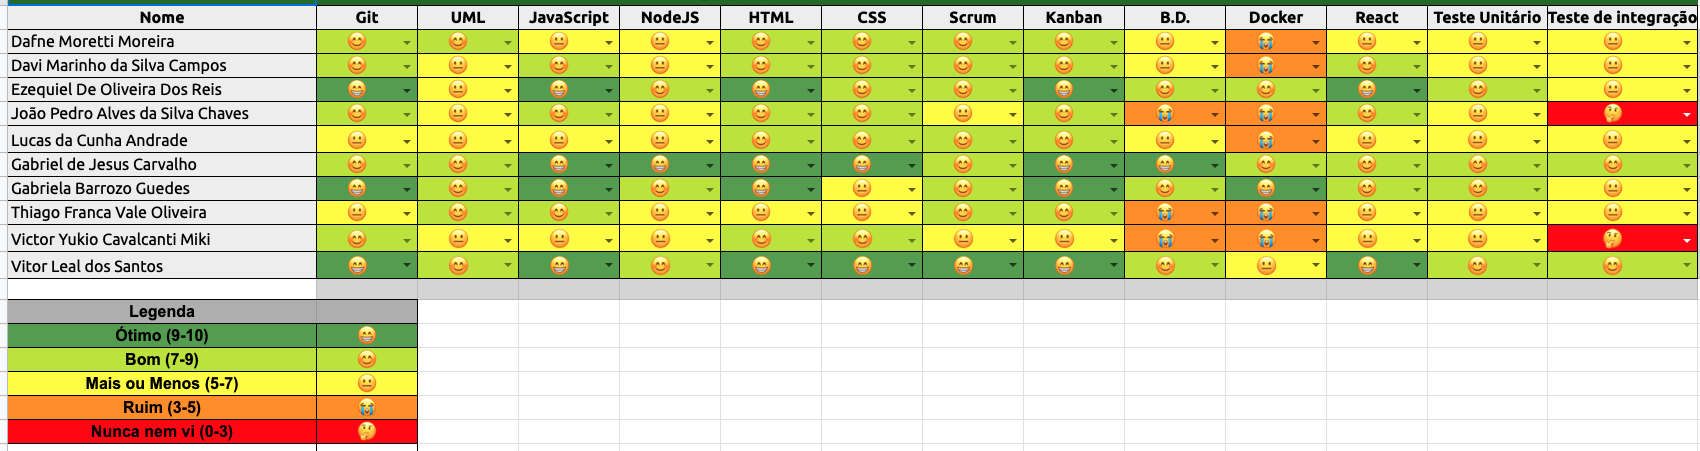 Nome Git UML JavaScript NodeJS HTML CSS Scrum Kanban B.D. Docker React Teste Unitário Teste de integração
Dafne Moretti Moreira
Davi Marinho da Silva Campos
Ezequiel De Oliveira Dos Reis
João Pedro Alves da Silva Chaves
Lucas da Cunha Andrade
Gabriel de Jesus Carvalho
Gabriela Barrozo Guedes
Thiago Franca Vale Oliveira
Victor Yukio Cavalcanti Miki
Vitor Leal dos Santos
Legenda
Ótimo (9-10)
Bom (7-9)
Mais ou Menos (5-7)
Ruim (3-5)
Nunca nem vi (0-3)